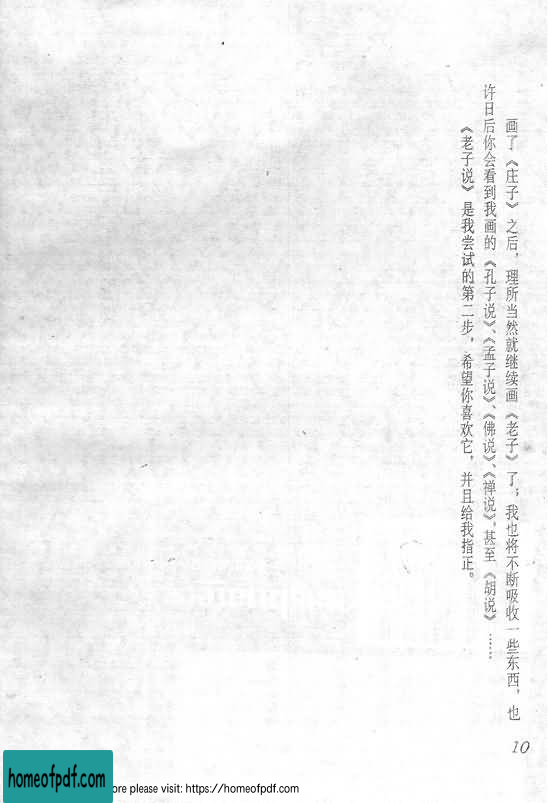 画了《庄子》之后，理所当然就继续画《老子》了；我也将不断吸收一些东西，也
许日后你会看到我画的《孔子说》、《孟子说》、《佛说》、《禅说》，甚至《胡说》……
《老子说》是我尝试的第二步，希望你喜欢它，并且给我指正。
10
homeofpdf.com
ore please visit: https://homeofpdf.com